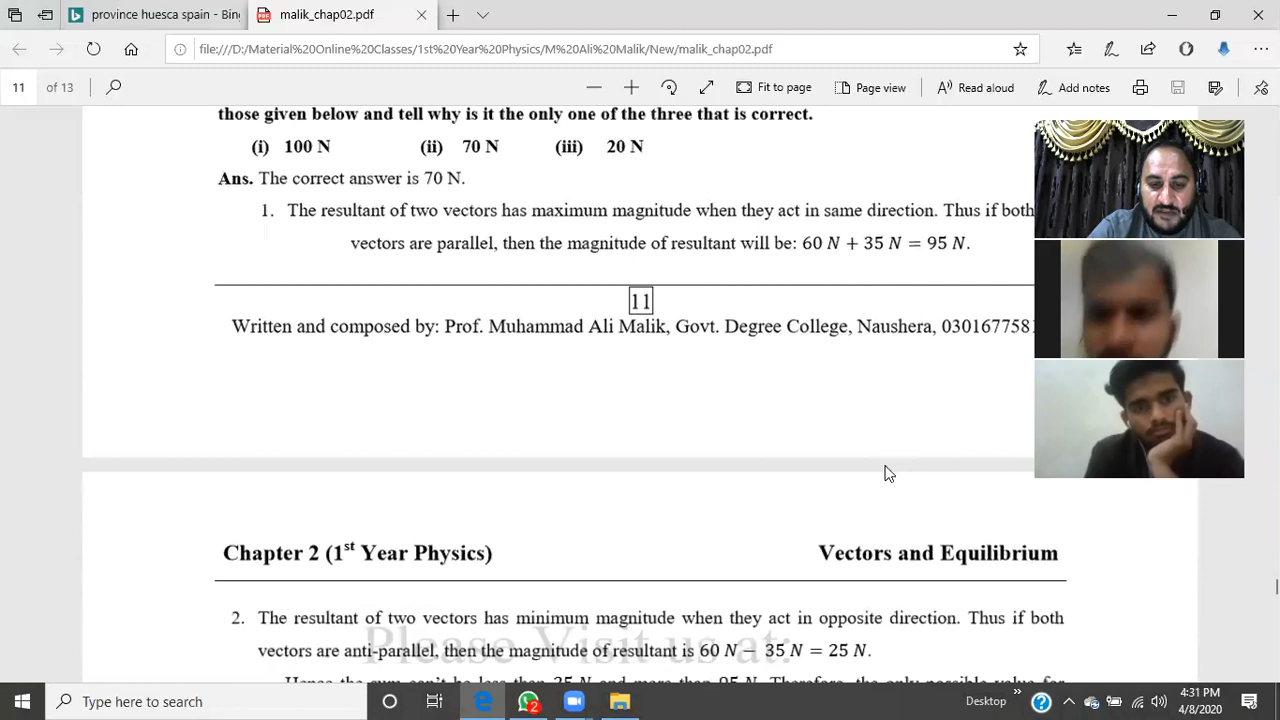 province huesca spain - Bing
malik_chap02.pdf
file:///D:/Material%20Online%20Classes/1st%20Year%20Physics/M%20Ali%20Malik/New/malik_chap02.pdf
11 of 13
Fit to page
Page view
Read aloud
Add notes
those given below and tell why is it the only one of the three that is correct.
(i) 100 N (ii) 70 N (iii) 20 N
Ans. The correct answer is 70 N.
1. The resultant of two vectors has maximum magnitude when they act in same direction. Thus if both
vectors are parallel, then the magnitude of resultant will be: 60 N + 35 N = 95 N.
11
Written and composed by: Prof. Muhammad Ali Malik, Govt. Degree College, Naushera,
Chapter 2 (1st Year Physics) Vectors and Equilibrium
2. The resultant of two vectors has minimum magnitude when they act in opposite direction. Thus if both
Please Visit us at:
vectors are anti-parallel, then the magnitude of resultant is 60 N − 35 N = 25 N.
Type here to search
2
Desktop
4:31 PM
4/8/2020